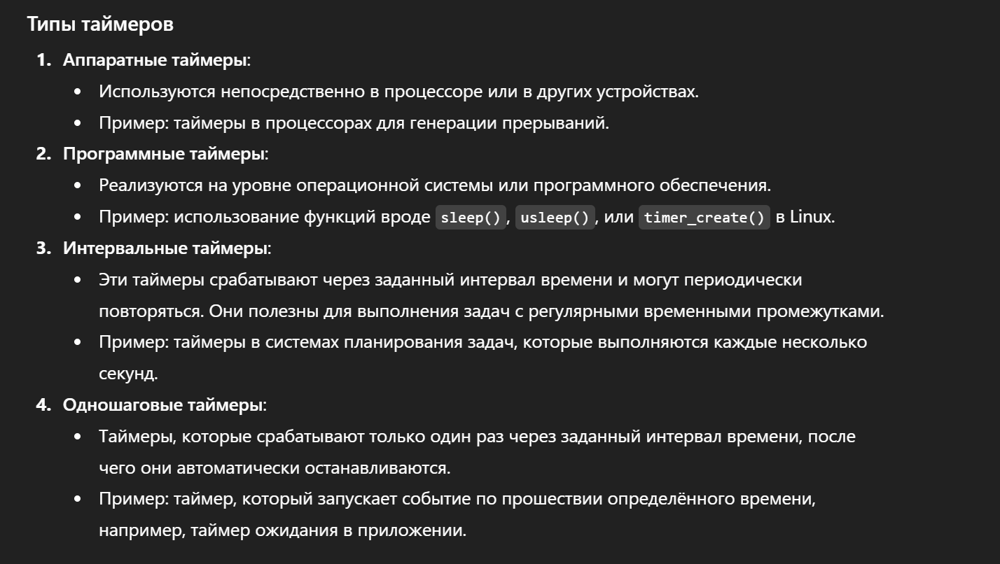 Типы таймеров
1. Аппаратные таймеры:
• Используются непосредственно в процессоре или в других устройствах.
• Пример: таймеры в процессорах для генерации прерываний.
2. Программные таймеры:
• Реализуются на уровне операционной системы или программного обеспечения.
• Пример: использование функций вроде sleep(), usleep(), или timer_create() в Linux.
3. Интервальные таймеры:
• Эти таймеры срабатывают через заданный интервал времени и могут периодически
повторяться. Они полезны для выполнения задач с регулярными временными промежутками.
• Пример: таймеры в системах планирования задач, которые выполняются каждые несколько
секунд.
4. Одношаговые таймеры:
• Таймеры, которые срабатывают только один раз через заданный интервал времени, после
чего они автоматически останавливаются.
• Пример: таймер, который запускает событие по прошествии определённого времени,
например, таймер ожидания в приложении.